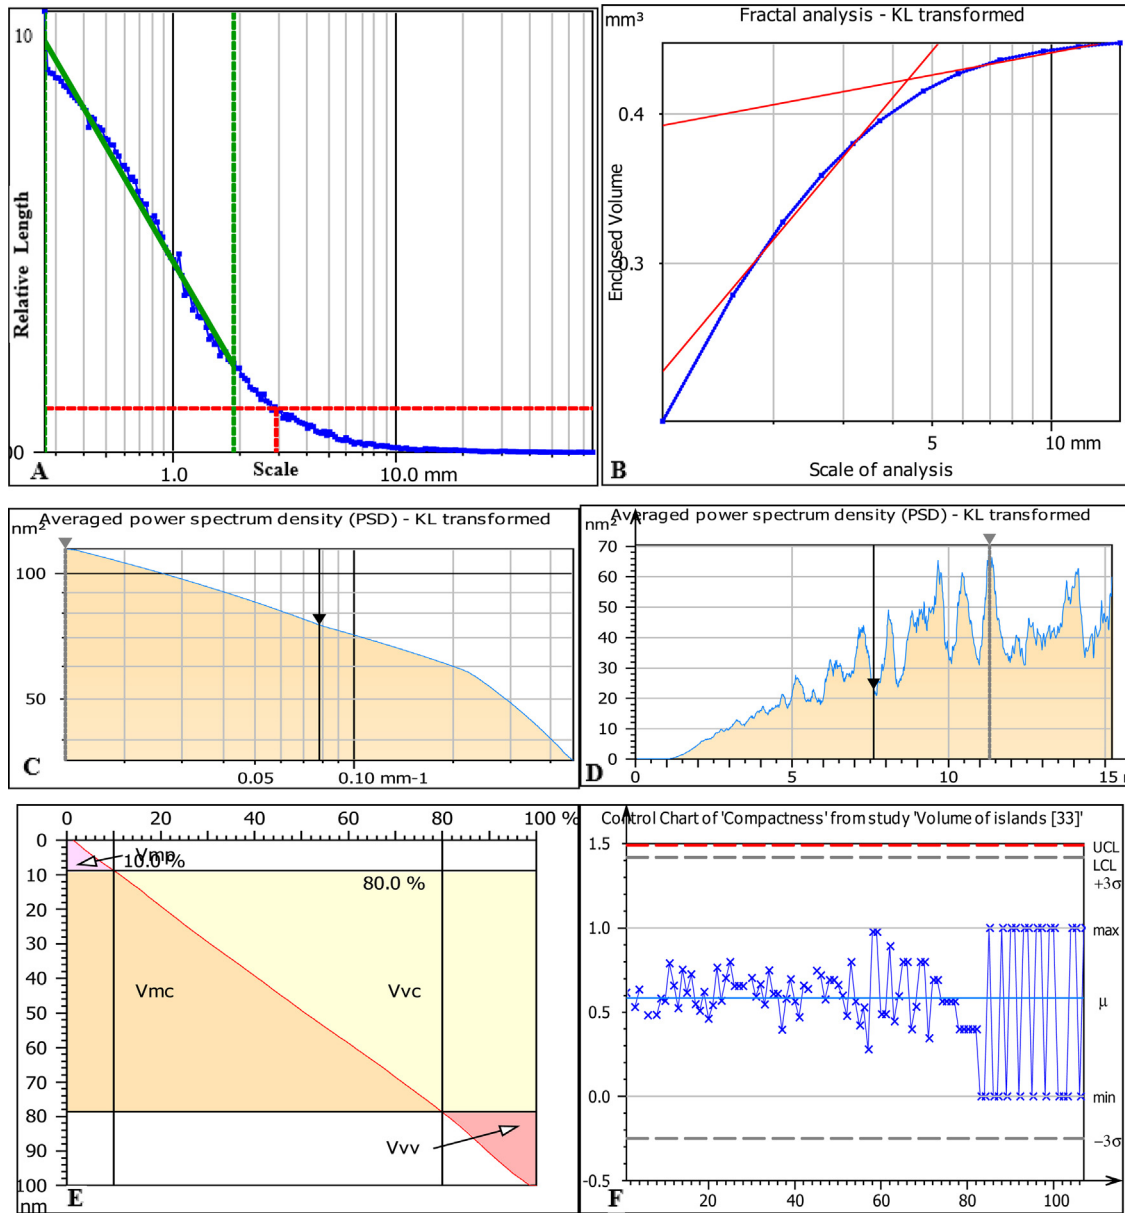 10
Relative Length
00
A
1.0
Scale
10.0 mm
mm³
Fractal analysis - KL transformed
0.4
Enclosed Volume
0.3
B
5
10 mm
Scale of analysis
nm²
Averaged power spectrum density (PSD) - KL transformed
100
50
C
0.05
0.10 mm-1
nm²
Averaged power spectrum density (PSD) - KL transformed
70
60
50
40
30
20
10
0
D
0
5
10
15
0 20 40 60 80 100 %
0
10
20
30
40
50
60
70
80
90
100
nm
Vmp
10.0 %
80.0 %
Vmc
Vvc
Vvv
E
Control Chart of 'Compactness' from study 'Volume of islands [33]'
1.5
1.0
0.5
0.0
-0.5
UCL
LCL
+3σ
max
μ
min
−3σ
F
20 40 60 80 100